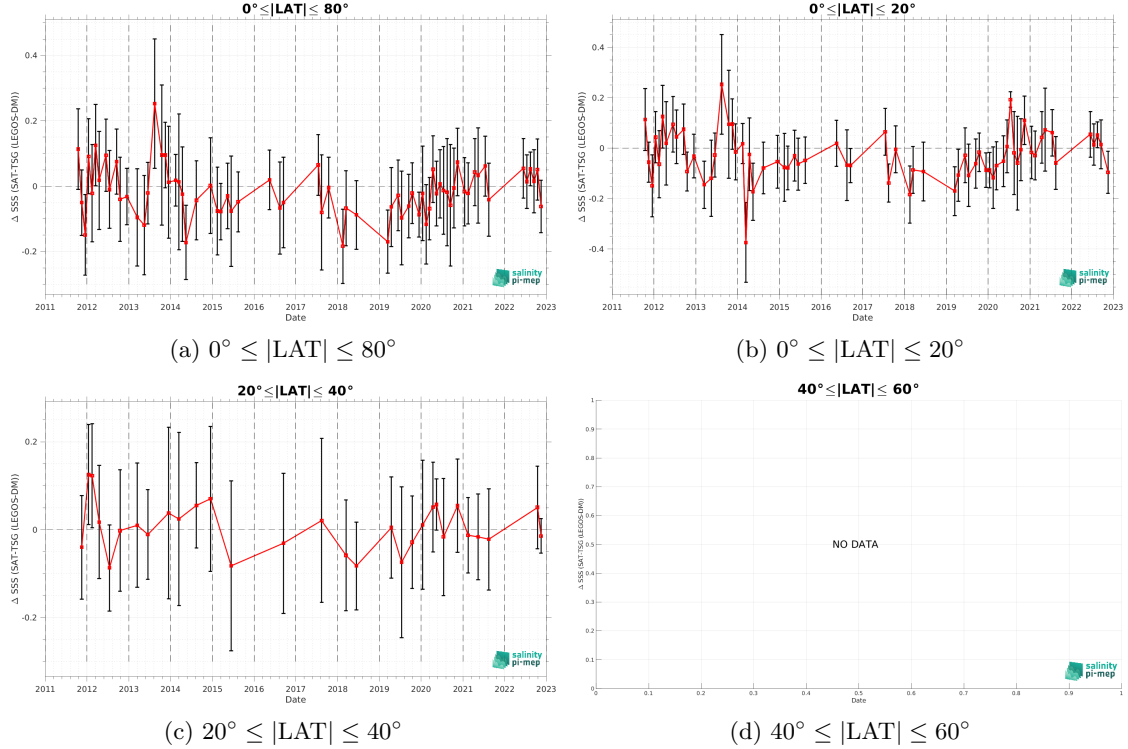 0°≤|LAT|≤ 80°
0.4
0.2
0
-0.2
Δ SSS (SAT-TSG (LEGOS-DM))
2011 2012 2013 2014 2015 2016 2017 2018 2019 2020 2021 2022 2023
Date
salinity
pi-mep
(a) 0° ≤ |LAT| ≤ 80°
0°≤|LAT|≤ 20°
0.4
0.2
0
-0.2
-0.4
Δ SSS (SAT-TSG (LEGOS-DM))
2011 2012 2013 2014 2015 2016 2017 2018 2019 2020 2021 2022 2023
Date
salinity
pi-mep
(b) 0° ≤ |LAT| ≤ 20°
20°≤|LAT|≤ 40°
0.2
0
-0.2
Δ SSS (SAT-TSG (LEGOS-DM))
2011 2012 2013 2014 2015 2016 2017 2018 2019 2020 2021 2022 2023
Date
salinity
pi-mep
(c) 20° ≤ |LAT| ≤ 40°
40°≤|LAT|≤ 60°
1
0.9
0.8
0.7
0.6
0.5
0.4
0.3
0.2
0.1
0
Δ SSS (SAT-TSG (LEGOS-DM))
NO DATA
0 0.1 0.2 0.3 0.4 0.5 0.6 0.7 0.8 0.9 1
Date
salinity
pi-mep
(d) 40° ≤ |LAT| ≤ 60°